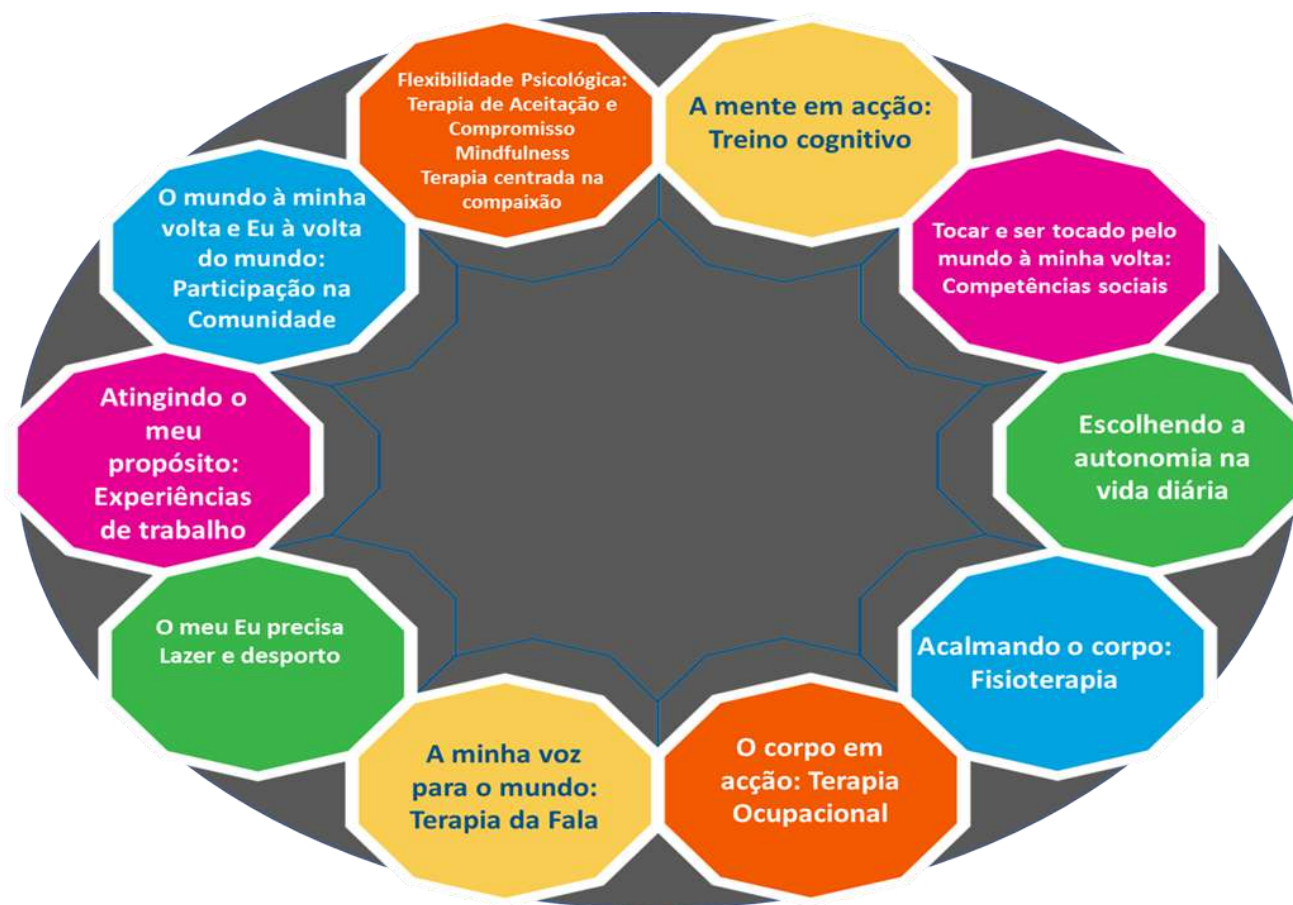 Flexibilidade Psicológica:
Terapia de Aceitação e
Compromisso
Mindfulness
Terapia centrada na
compaixão
A mente em acção:
Treino cognitivo
Tocar e ser tocado pelo
mundo à minha volta:
Competências sociais
Escolhendo a
autonomia na
vida diária
Acalmando o corpo:
Fisioterapia
O corpo em
acção: Terapia
Ocupacional
A minha voz
para o mundo:
Terapia da Fala
O meu Eu precisa
Lazer e desporto
Atingindo o
meu
propósito:
Experiências
de trabalho
O mundo à minha
volta e Eu à volta
do mundo:
Participação na
Comunidade